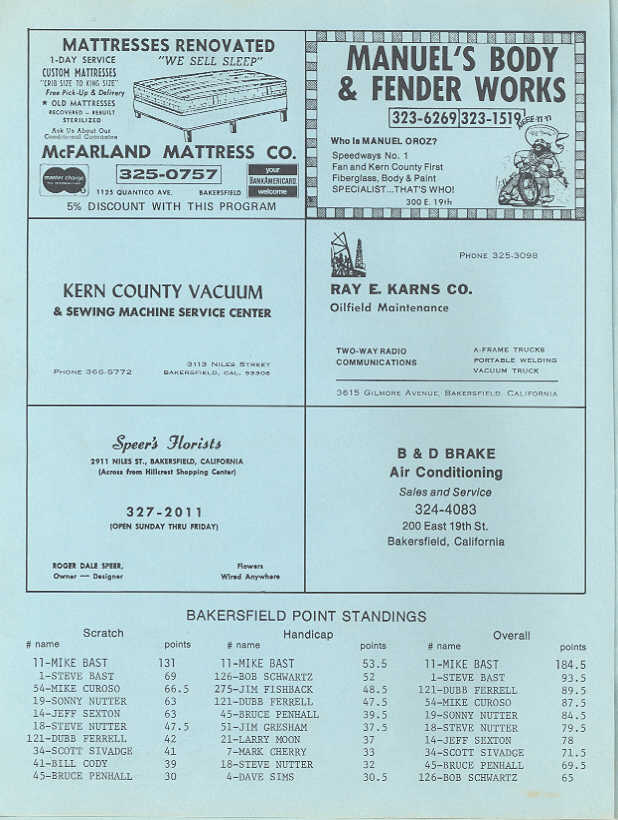 MATTRESSES RENOVATED
1-DAY SERVICE
"WE SELL SLEEP"
CUSTOM MATTRESSES
"CRIB SIZE TO KING SIZE"
Free Pick-Up & Delivery
★ OLD MATTRESSES
RECOVERED - REBUILT
STERILIZED
Ask Us About Our
McFARLAND MATTRESS CO.
master charge
325-0757
your
BANKAMERICARD
welcome
1125 QUANTICO AVE. BAKERSFIELD
5% DISCOUNT WITH THIS PROGRAM
MANUEL'S BODY
& FENDER WORKS
323-6269 323-1519
Who Is MANUEL OROZ?
Speedways No. 1
Fan and Kern County First
Fiberglass, Body & Paint
SPECIALIST...THAT'S WHO!
300 E. 19th
KERN COUNTY VACUUM
& SEWING MACHINE SERVICE CENTER
PHONE 366-5772
3113 NILES STREET
BAKERSFIELD, CAL. 93306
PHONE 325-3098
RAY E. KARNS CO.
Oilfield Maintenance
TWO-WAY RADIO
COMMUNICATIONS
A-FRAME TRUCKS
PORTABLE WELDING
VACUUM TRUCK
3615 GILMORE AVENUE, BAKERSFIELD, CALIFORNIA
Speer's Florists
2911 NILES ST., BAKERSFIELD, CALIFORNIA
(Across from Hillcrest Shopping Center)
327-2011
(OPEN SUNDAY THRU FRIDAY)
ROGER DALE SPEER,
Owner — Designer
Flowers
Wired Anywhere
B & D BRAKE
Air Conditioning
Sales and Service
324-4083
200 East 19th St.
Bakersfield, California
BAKERSFIELD POINT STANDINGS
Scratch
# name points
11-MIKE BAST 131
1-STEVE BAST 69
54-MIKE CUROSO 66.5
19-SONNY NUTTER 63
14-JEFF SEXTON 63
18-STEVE NUTTER 47.5
121-DUBB FERRELL 42
34-SCOTT SIVADGE 41
41-BILL CODY 39
45-BRUCE PENHALL 30
Handicap
# name points
11-MIKE BAST 53.5
126-BOB SCHWARTZ 52
275-JIM FISHBACK 48.5
121-DUBB FERRELL 47.5
45-BRUCE PENHALL 39.5
51-JIM GRESHAM 37.5
21-LARRY MOON 37
7-MARK CHERRY 33
18-STEVE NUTTER 32
4-DAVE SIMS 30.5
Overall
# name points
11-MIKE BAST 184.5
1-STEVE BAST 93.5
121-DUBB FERRELL 89.5
54-MIKE CUROSO 87.5
19-SONNY NUTTER 84.5
18-STEVE NUTTER 79.5
14-JEFF SEXTON 78
34-SCOTT SIVADGE 71.5
45-BRUCE PENHALL 69.5
126-BOB SCHWARTZ 65